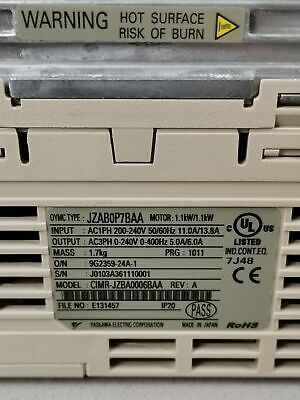 WARNING
HOT SURFACE
RISK OF BURN
OYMC TYPE : JZAB0P7BAA MOTOR : 1.1kW/1.1kW
INPUT : AC1PH 200-240V 50/60Hz 11.0A/13.8A
OUTPUT : AC3PH 0-240V 0-400Hz 5.0A/6.0A
MASS : 1.7kg PRG : 1011
O/N : 9G2359-24A-1
S/N : J0103A361110001
MODEL : CIMR-JZBA0006BAA REV : A
FILE NO : E131457 IP20 PASS
YASKAWA ELECTRIC CORPORATION MADE IN JAPAN RoHS
C UL US
LISTED
IND.CONT.EQ.
7J48
CE